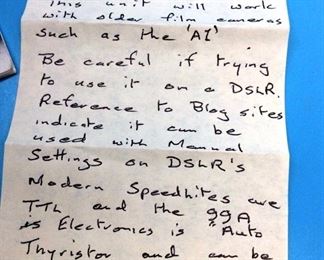 This unit will work
with older film cameras
such as the 'A1'
Be careful if trying
to use it on a DSLR.
Reference to Blog sites
indicate it can be
used with Manual
Settings on DSLR's
Modern Speedlites are
TTL and the 99A
is Electronics is "Auto
Thyristor and can be